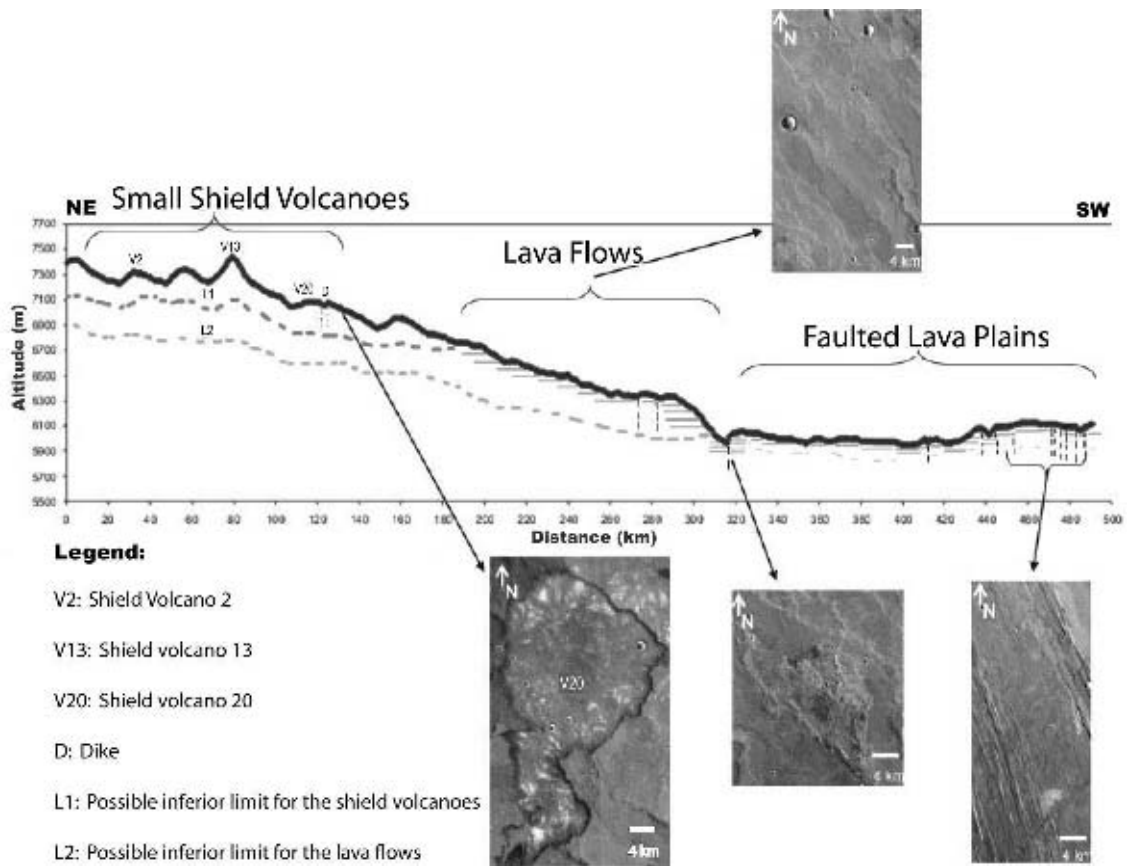 N
Small Shield Volcanoes
NE
SW
4 km
Lava Flows
7700
7500
7300
7100
6900
6700
6500
6300
6100
5900
5700
5500
Altitude (m)
V2
V13
L1
V20 D
L2
Faulted Lava Plains
0 20 40 60 80 100 120 140 160 180 200 220 240 260 280 300 320 340 360 380 400 420 440 460 480 500
Distance (km)
Legend:
V2: Shield Volcano 2
V13: Shield volcano 13
V20: Shield volcano 20
D: Dike
L1: Possible inferior limit for the shield volcanoes
L2: Possible inferior limit for the lava flows
N
V20
4 km
N
4 km
N
4 km